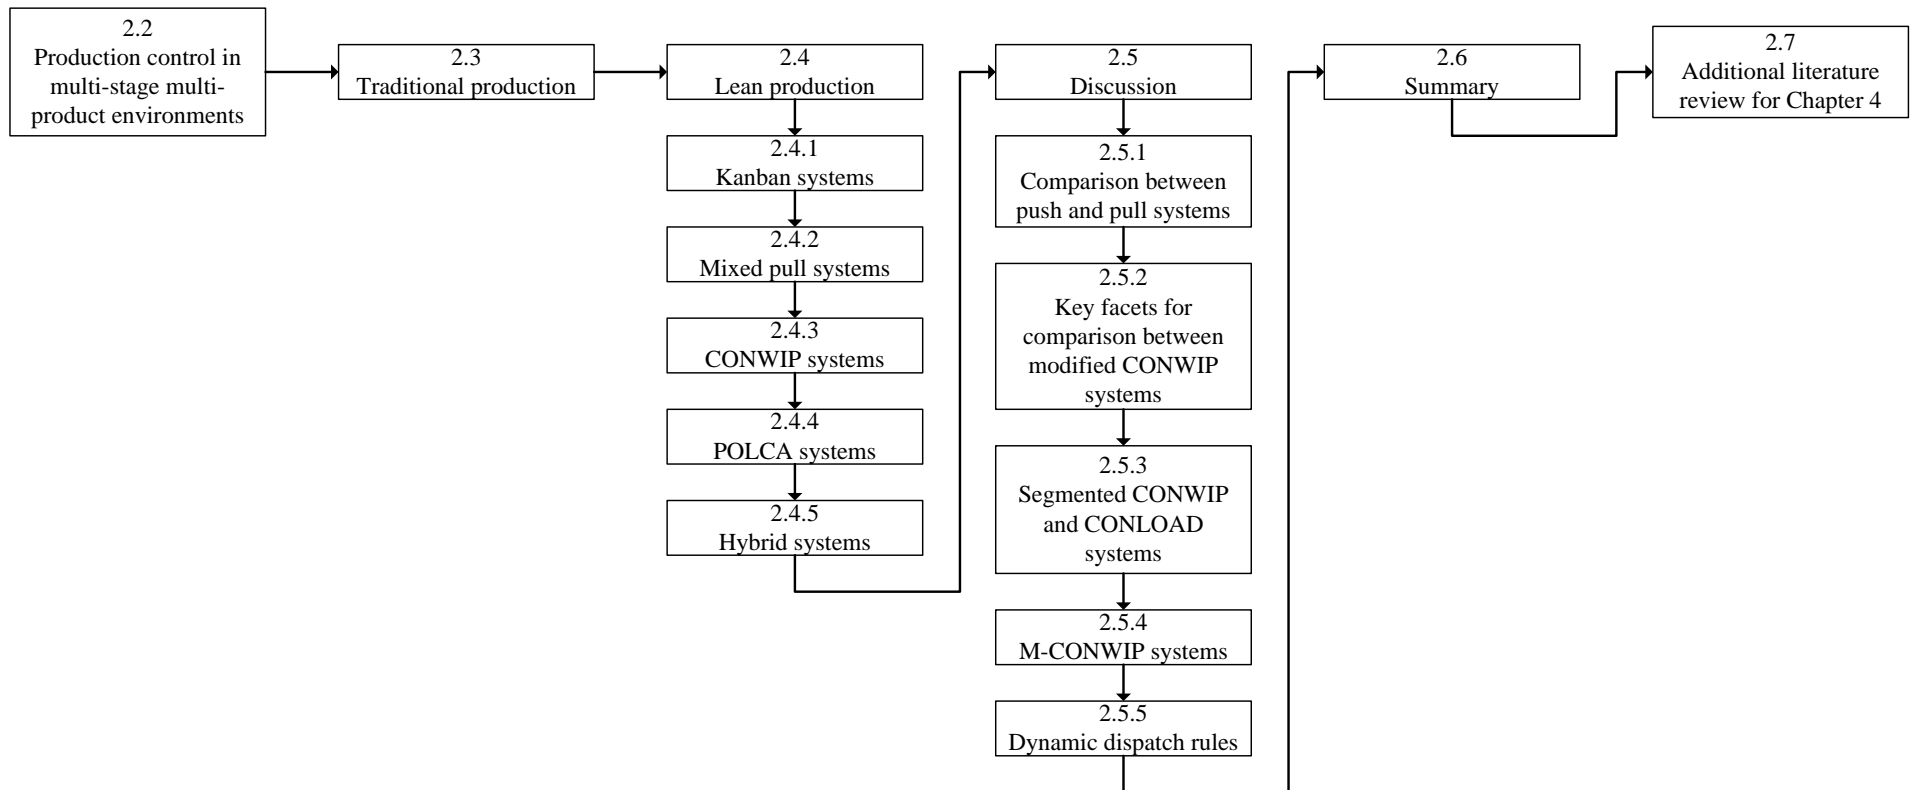 2.2
Production control in
multi-stage multi-
product environments
2.3
Traditional production
2.4
Lean production
2.4.1
Kanban systems
2.4.2
Mixed pull systems
2.4.3
CONWIP systems
2.4.4
POLCA systems
2.4.5
Hybrid systems
2.5
Discussion
2.5.1
Comparison between
push and pull systems
2.5.2
Key facets for
comparison between
modified CONWIP
systems
2.5.3
Segmented CONWIP
and CONLOAD
systems
2.5.4
M-CONWIP systems
2.5.5
Dynamic dispatch rules
2.6
Summary
2.7
Additional literature
review for Chapter 4